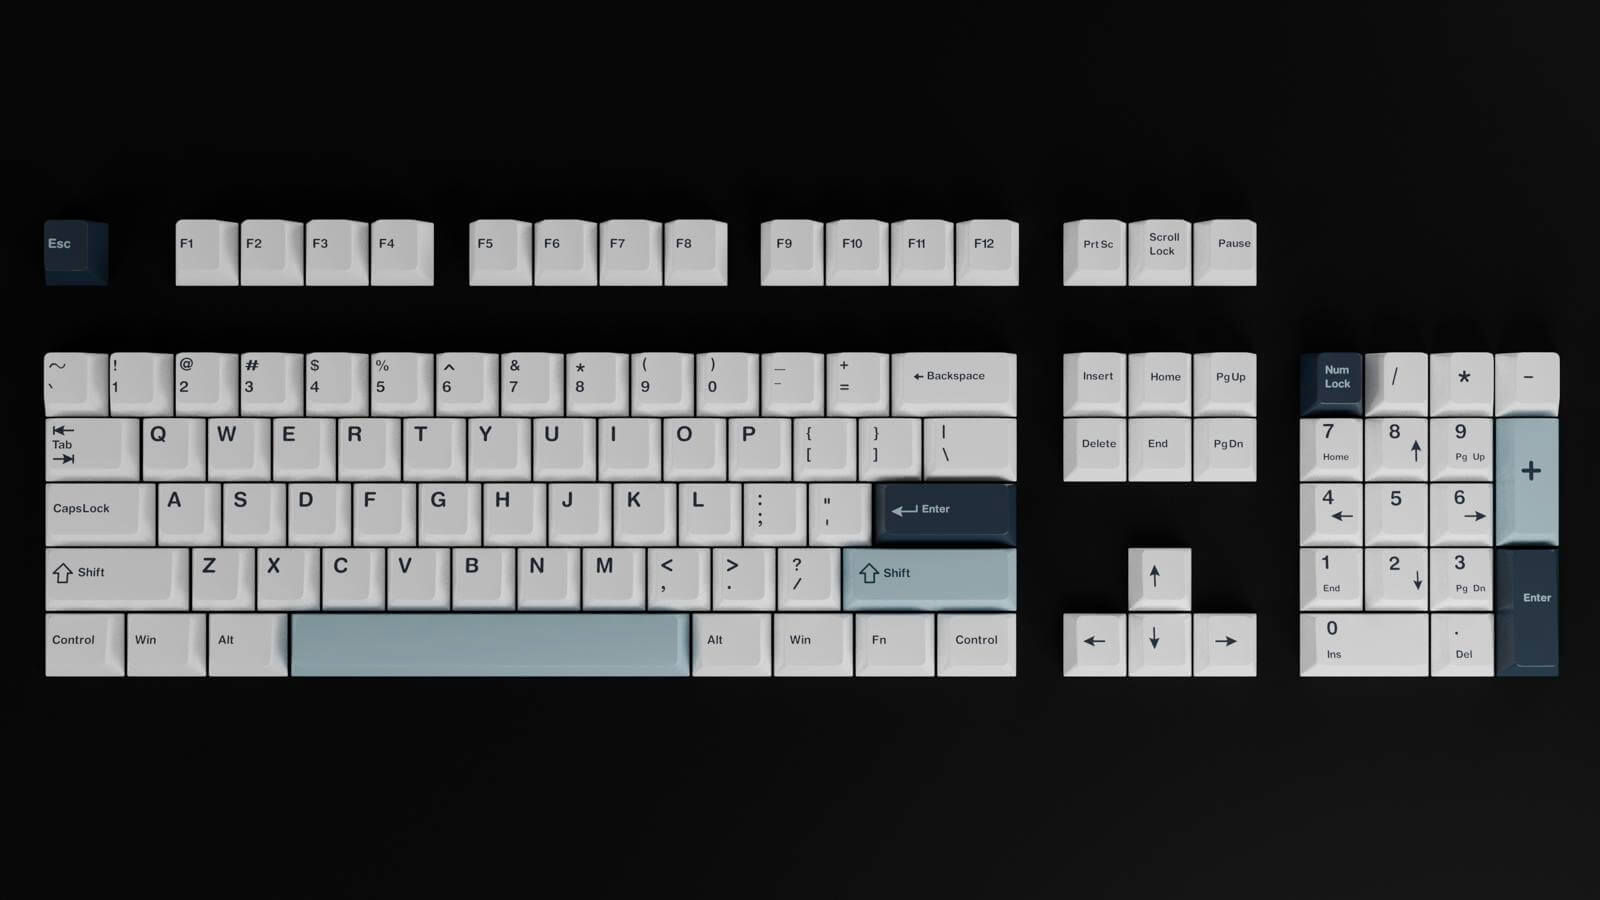 Esc F1 F2 F3 F4 F5 F6 F7 F8 F9 F10 F11 F12 Prt Sc Scroll Lock Pause
~ ! @ # $ % ^ & * ( ) _ +
` 1 2 3 4 5 6 7 8 9 0 - = ← Backspace Insert Home Pg Up Num Lock / * -
⇤ Tab ⇥ Q W E R T Y U I O P { [ } ] | \ Delete End Pg Dn 7 Home 8 ↑ 9 Pg Up +
CapsLock A S D F G H J K L : ; " ' ↵ Enter 4 ← 5 6 →
⇧ Shift Z X C V B N M < , > . ? / ⇧ Shift ↑ 1 End 2 ↓ 3 Pg Dn Enter
Control Win Alt Alt Win Fn Control ← ↓ → 0 Ins . Del